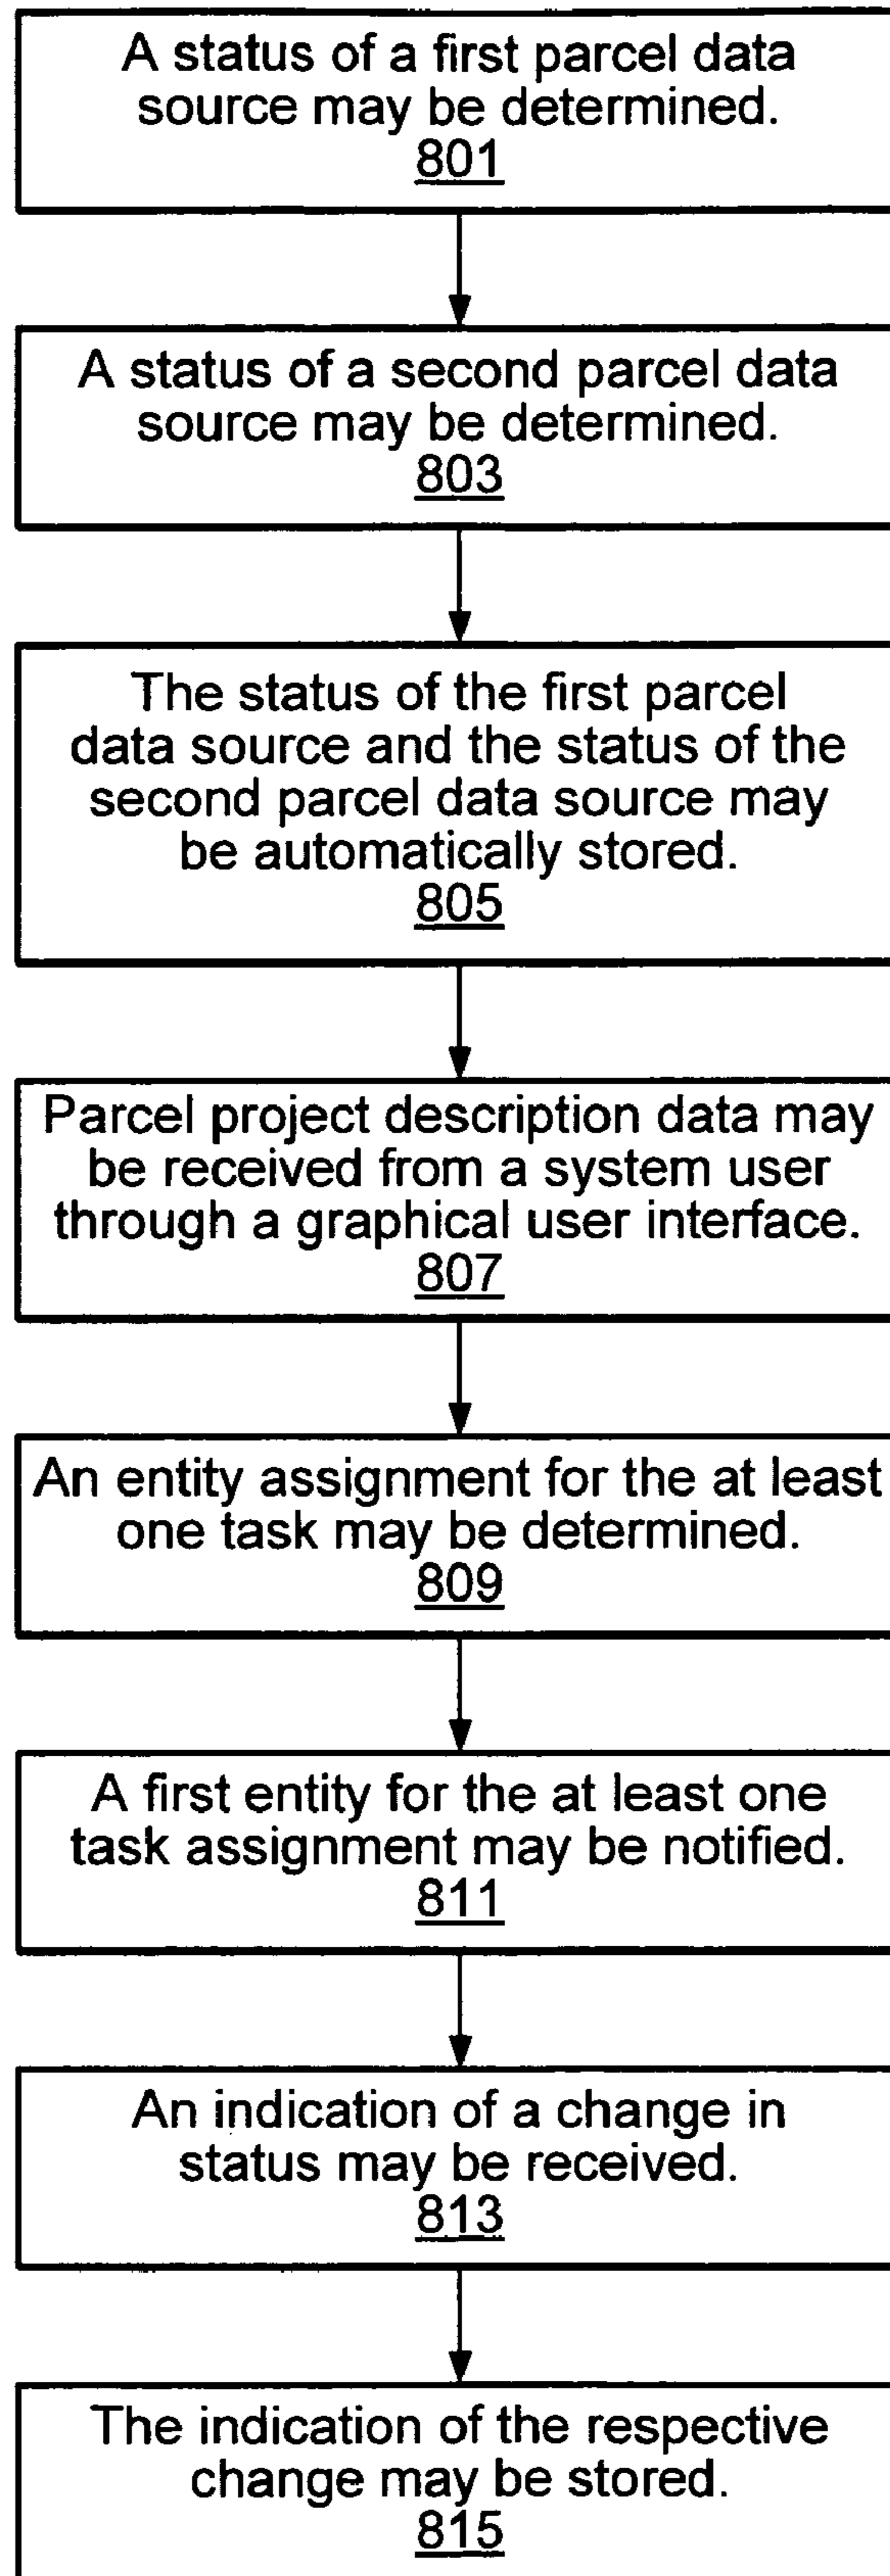 A status of a first parcel data
source may be determined.
801
A status of a second parcel data
source may be determined.
803
The status of the first parcel
data source and the status of the
second parcel data source may
be automatically stored.
805
Parcel project description data may
be received from a system user
through a graphical user interface.
807
An entity assignment for the at least
one task may be determined.
809
A first entity for the at least one
task assignment may be notified.
811
An indication of a change in
status may be received.
813
The indication of the respective
change may be stored.
815